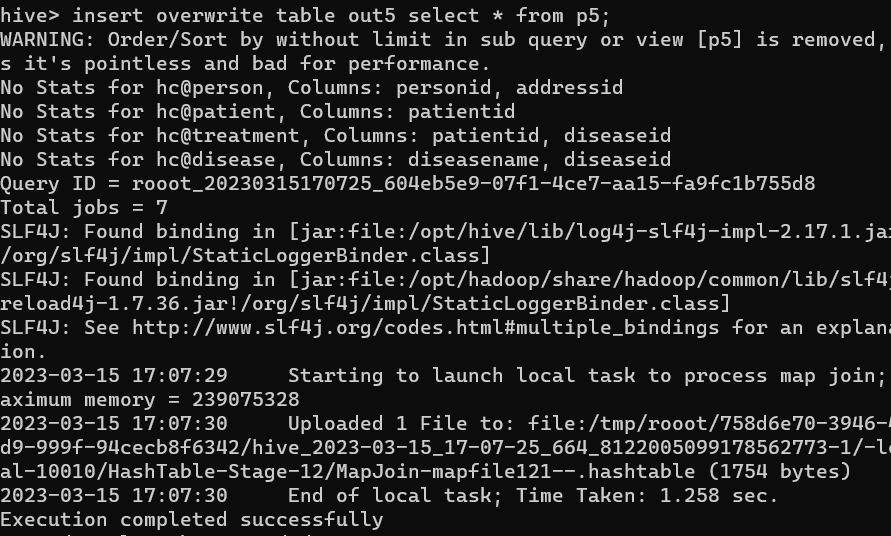 hive> insert overwrite table out5 select * from p5;
WARNING: Order/Sort by without limit in sub query or view [p5] is removed,
s it's pointless and bad for performance.
No Stats for hc@person, Columns: personid, addressid
No Stats for hc@patient, Columns: patientid
No Stats for hc@treatment, Columns: patientid, diseaseid
No Stats for hc@disease, Columns: diseasename, diseaseid
Query ID = rooot_20230315170725_604eb5e9-07f1-4ce7-aa15-fa9fc1b755d8
Total jobs = 7
SLF4J: Found binding in [jar:file:/opt/hive/lib/log4j-slf4j-impl-2.17.1.jar
/org/slf4j/impl/StaticLoggerBinder.class]
SLF4J: Found binding in [jar:file:/opt/hadoop/share/hadoop/common/lib/slf4j
reload4j-1.7.36.jar!/org/slf4j/impl/StaticLoggerBinder.class]
SLF4J: See http://www.slf4j.org/codes.html#multiple_bindings for an explana
ion.
2023-03-15 17:07:29     Starting to launch local task to process map join;
aximum memory = 239075328
2023-03-15 17:07:30     Uploaded 1 File to: file:/tmp/rooot/758d6e70-3946-4
d9-999f-94cecb8f6342/hive_2023-03-15_17-07-25_664_8122005099178562773-1/-lo
al-10010/HashTable-Stage-12/MapJoin-mapfile121--.hashtable (1754 bytes)
2023-03-15 17:07:30     End of local task; Time Taken: 1.258 sec.
Execution completed successfully